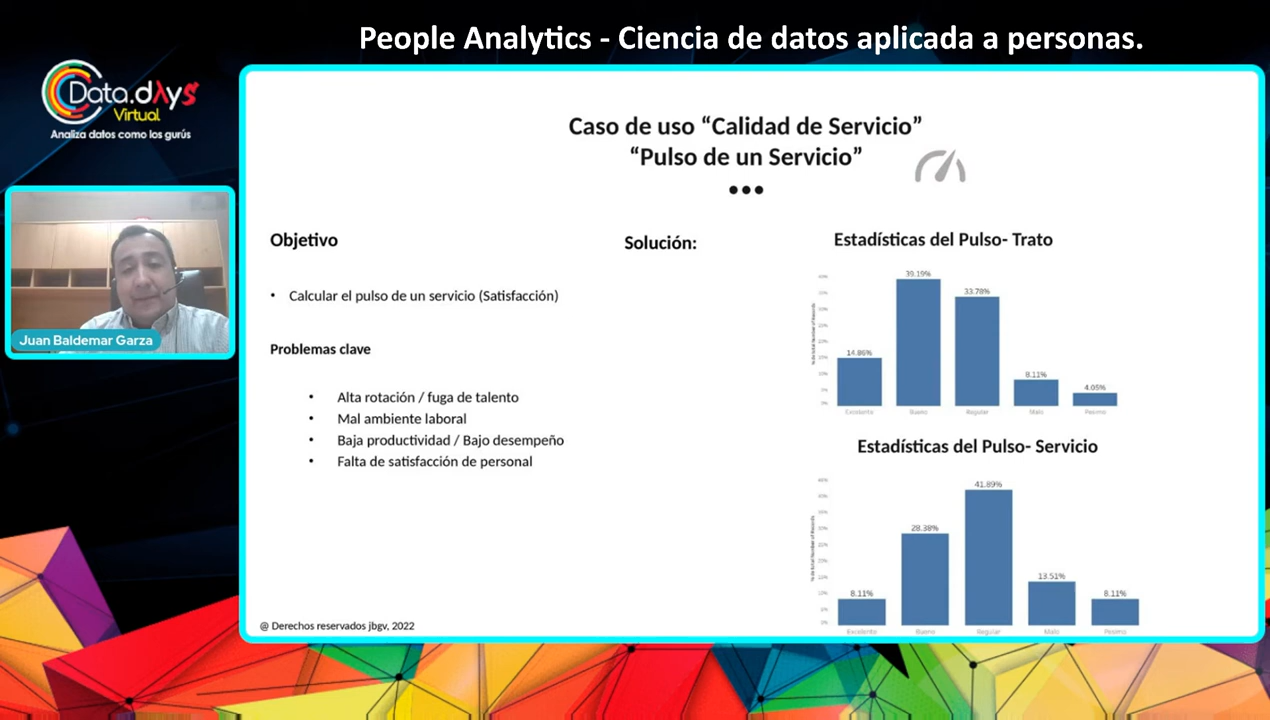 People Analytics - Ciencia de datos aplicada a personas.
Data.dAys
Virtual
Analiza datos como los gurús
Juan Baldemar Garza
Caso de uso “Calidad de Servicio”
“Pulso de un Servicio”
Objetivo
• Calcular el pulso de un servicio (Satisfacción)
Problemas clave
• Alta rotación / fuga de talento
• Mal ambiente laboral
• Baja productividad / Bajo desempeño
• Falta de satisfacción de personal
Solución:
Estadísticas del Pulso- Trato
39.19%
33.78%
14.86%
8.11%
4.05%
Excelente Bueno Regular Malo Pesimo
Estadísticas del Pulso- Servicio
41.89%
28.38%
13.51%
8.11% 8.11%
Excelente Bueno Regular Malo Pesimo
@ Derechos reservados jbgv, 2022